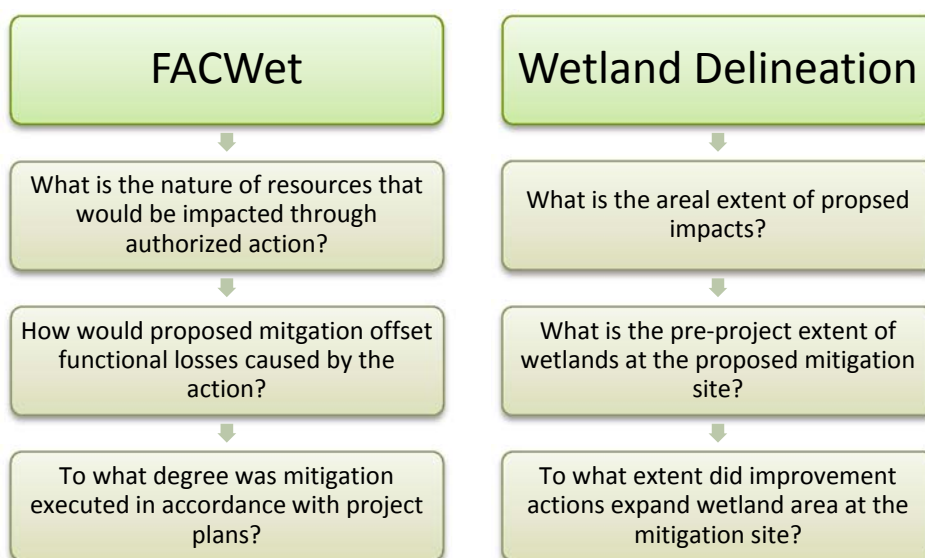 FACWet
What is the nature of resources that
would be impacted through
authorized action?
How would proposed mitgation offset
functional losses caused by the
action?
To what degree was mitigation
executed in accordance with project
plans?
Wetland Delineation
What is the areal extent of propsed
impacts?
What is the pre-project extent of
wetlands at the proposed mitigation
site?
To what extent did improvement
actions expand wetland area at the
mitigation site?